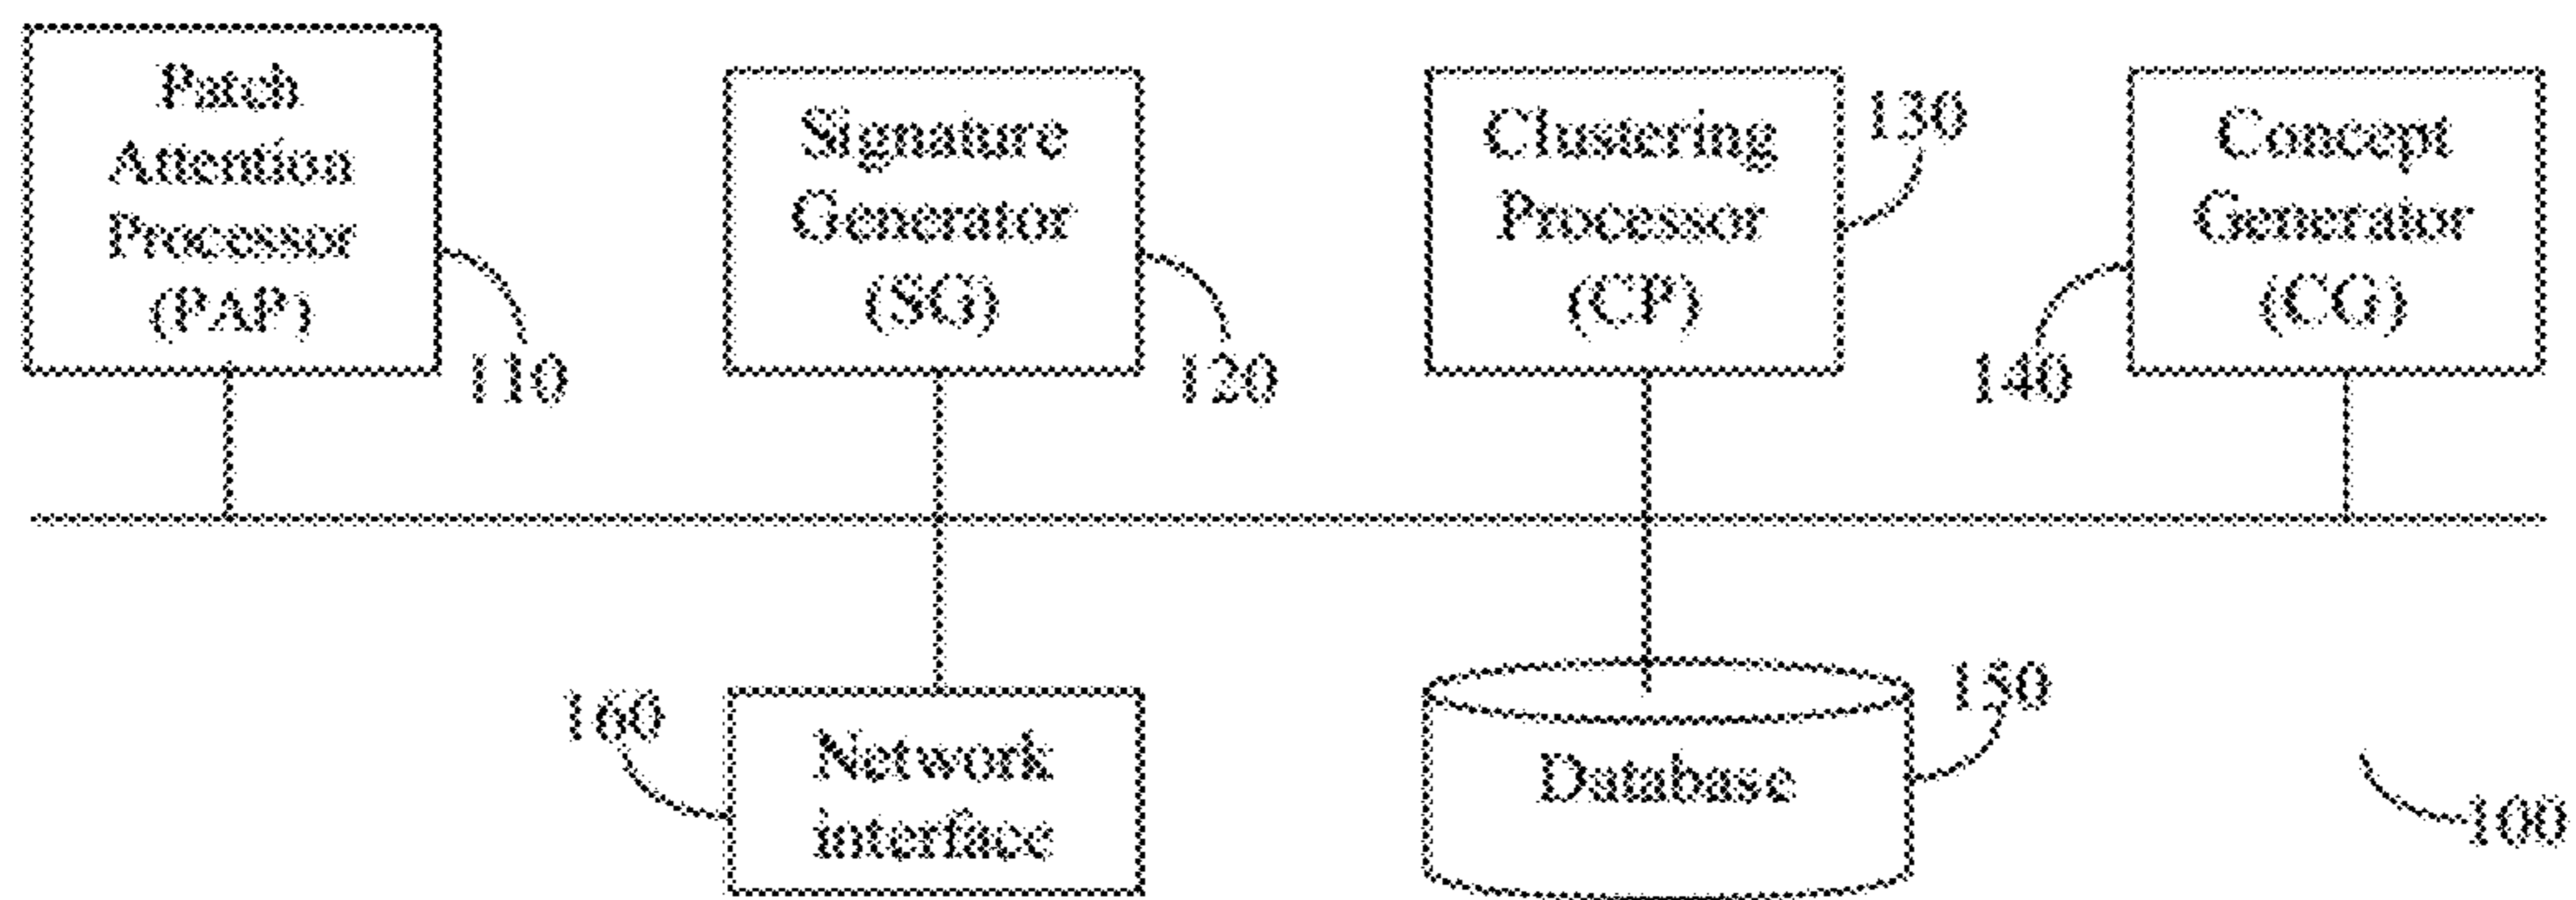 Patch
Attention
Processor
(PAP)
110
Signature
Generator
(SG)
120
Clustering
Processor
(CP)
130
Concept
Generator
(CG)
140
160
Network
interface
Database
150
100